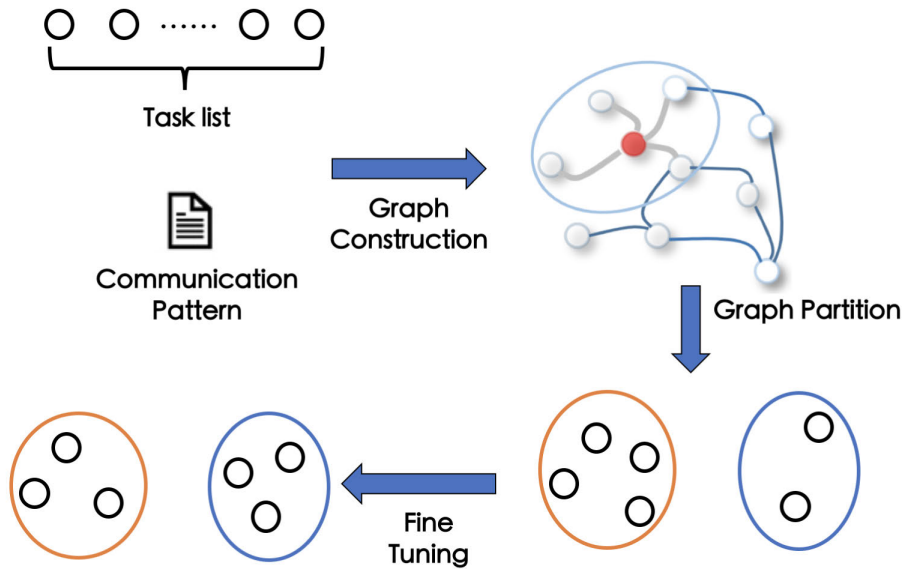 ......
Task list
Graph
Construction
Communication
Pattern
Graph Partition
Fine
Tuning